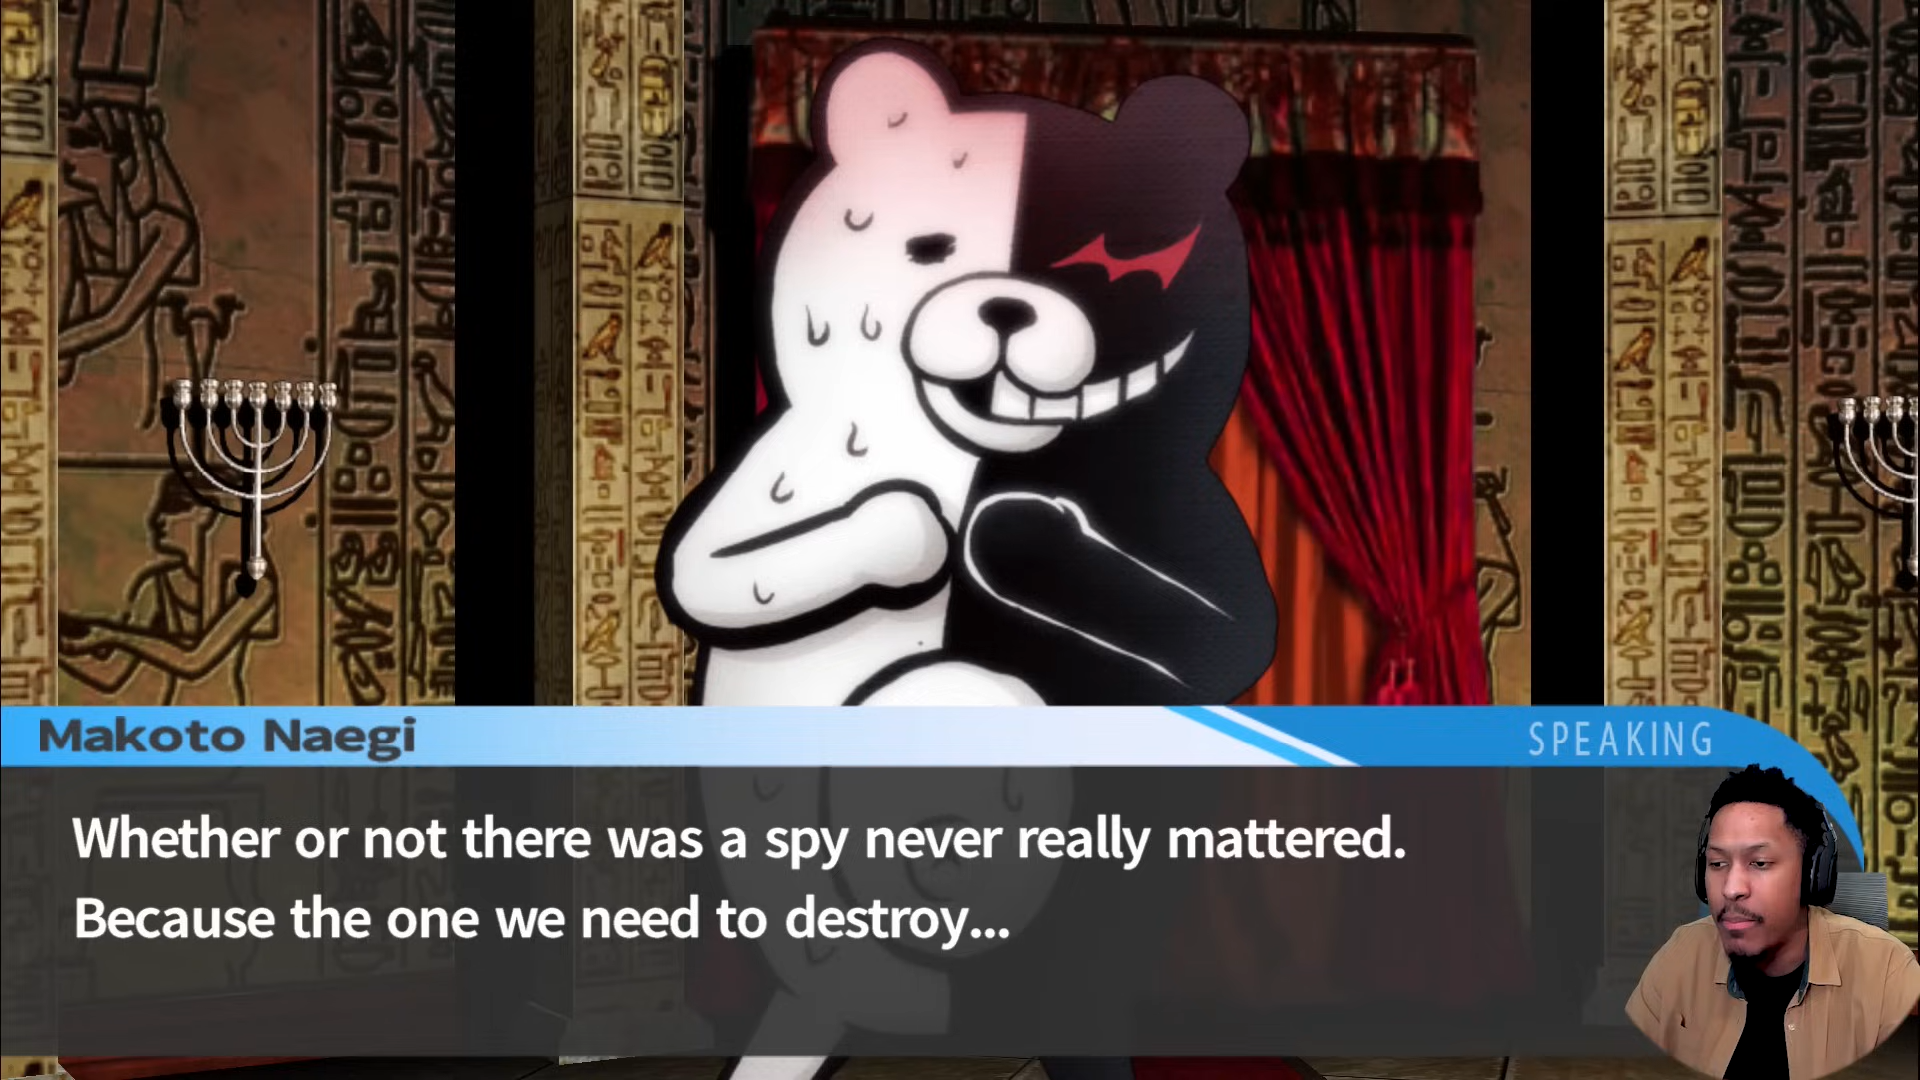 Makoto Naegi
SPEAKING
Whether or not there was a spy never really mattered.
Because the one we need to destroy...